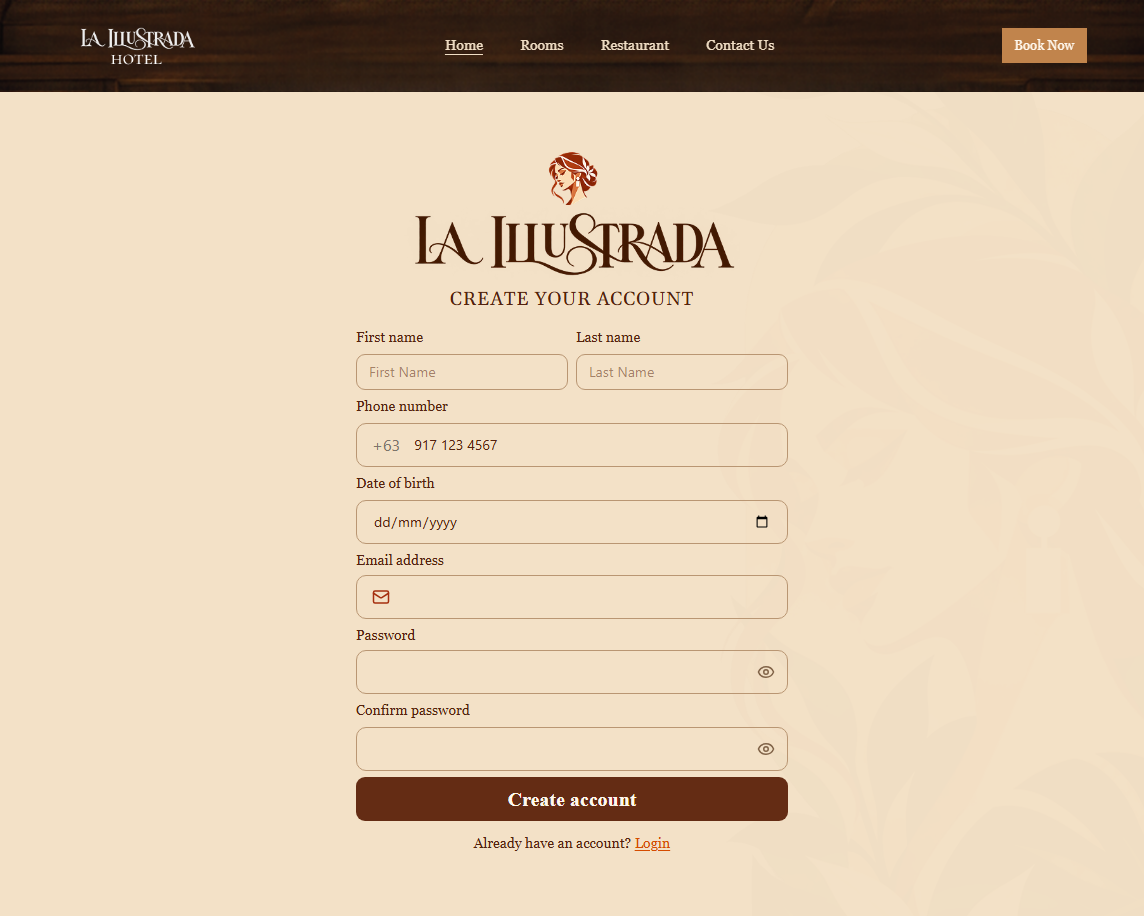 LA ILLUSTRADA
HOTEL
Home Rooms Restaurant Contact Us
Book Now
LA ILLUSTRADA
CREATE YOUR ACCOUNT
First name Last name
First Name Last Name
Phone number
+63 917 123 4567
Date of birth
dd/mm/yyyy
Email address
Password
Confirm password
Create account
Already have an account? Login